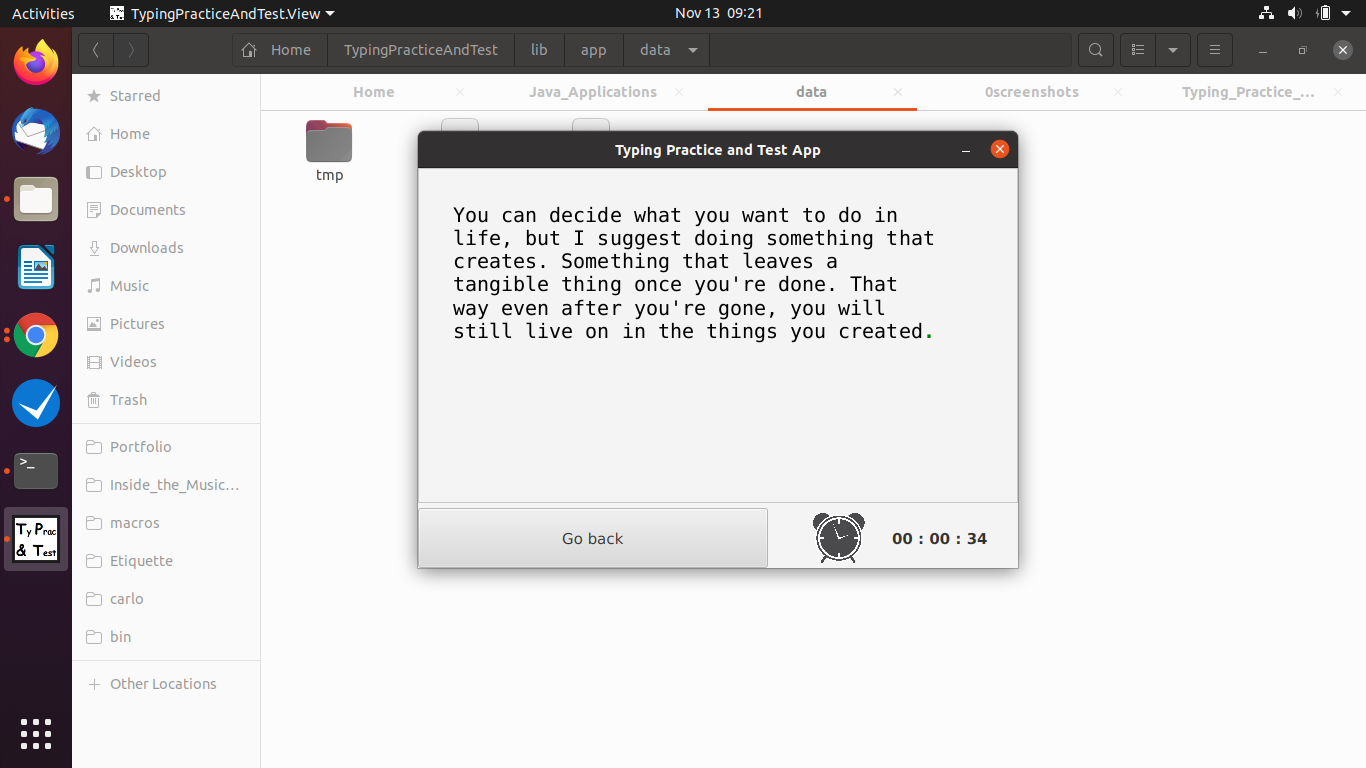 Activities
TypingPracticeAndTest.View
Nov 13 09:21
Home
TypingPracticeAndTest
lib
app
data
Starred
Home
Desktop
Documents
Downloads
Music
Pictures
Videos
Trash
Portfolio
Inside_the_Music…
macros
Etiquette
carlo
bin
+ Other Locations
Home
Java_Applications
data
0screenshots
Typing_Practice_…
tmp
Typing Practice and Test App
You can decide what you want to do in
life, but I suggest doing something that
creates. Something that leaves a
tangible thing once you're done. That
way even after you're gone, you will
still live on in the things you created.
Go back
00 : 00 : 34
>_
Ty Prac
& Test